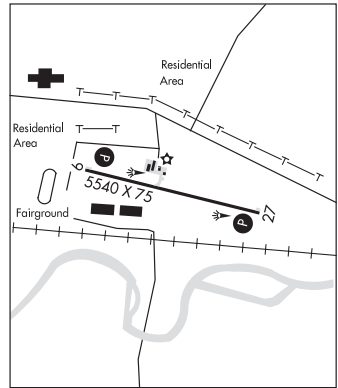 Residential
Area
T T T T T T T T
Residential
Area
T T
P
9
5540 X 75
27
P
Fairground